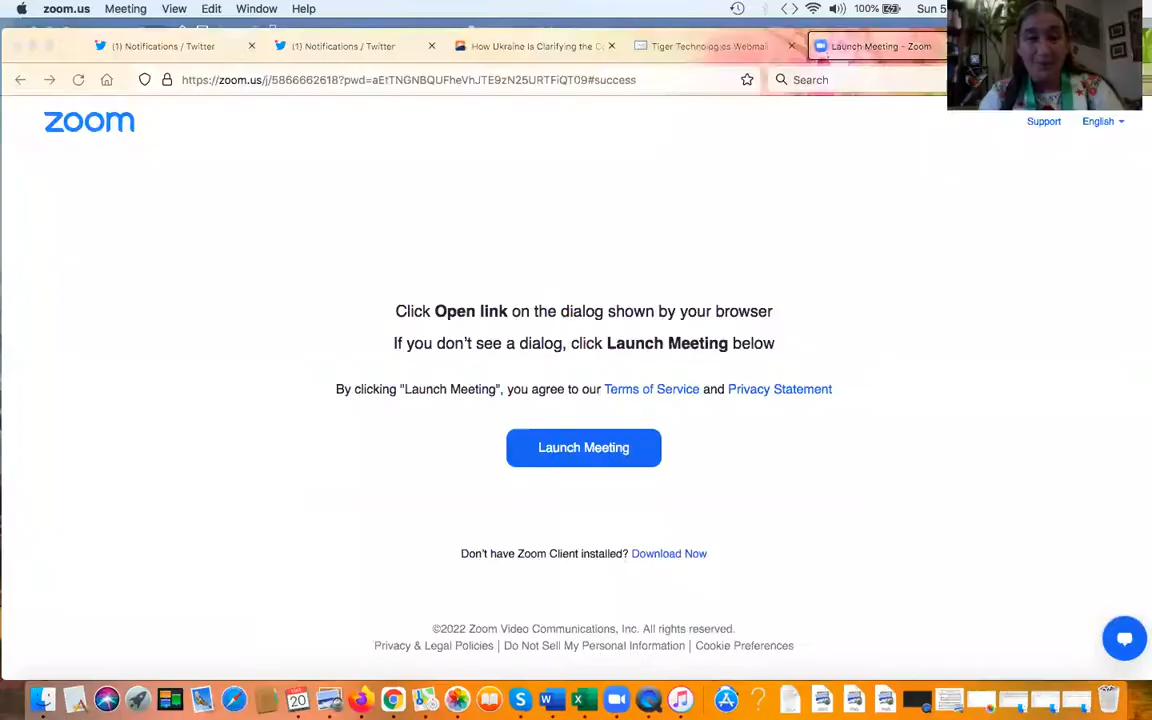 zoom.us Meeting View Edit Window Help 100% Sun 5
(1) Notifications / Twitter (1) Notifications / Twitter How Ukraine Is Clarifying the C Tiger Technologies Webmail Launch Meeting - Zoom
https://zoom.us/j/5866662618?pwd=aEtTNGNBQUFheVhJTE9zN25URTFiQT09#success Search
zoom
Support English
Click Open link on the dialog shown by your browser
If you don't see a dialog, click Launch Meeting below
By clicking "Launch Meeting", you agree to our Terms of Service and Privacy Statement
Launch Meeting
Don't have Zoom Client installed? Download Now
©2022 Zoom Video Communications, Inc. All rights reserved.
Privacy & Legal Policies | Do Not Sell My Personal Information | Cookie Preferences
20